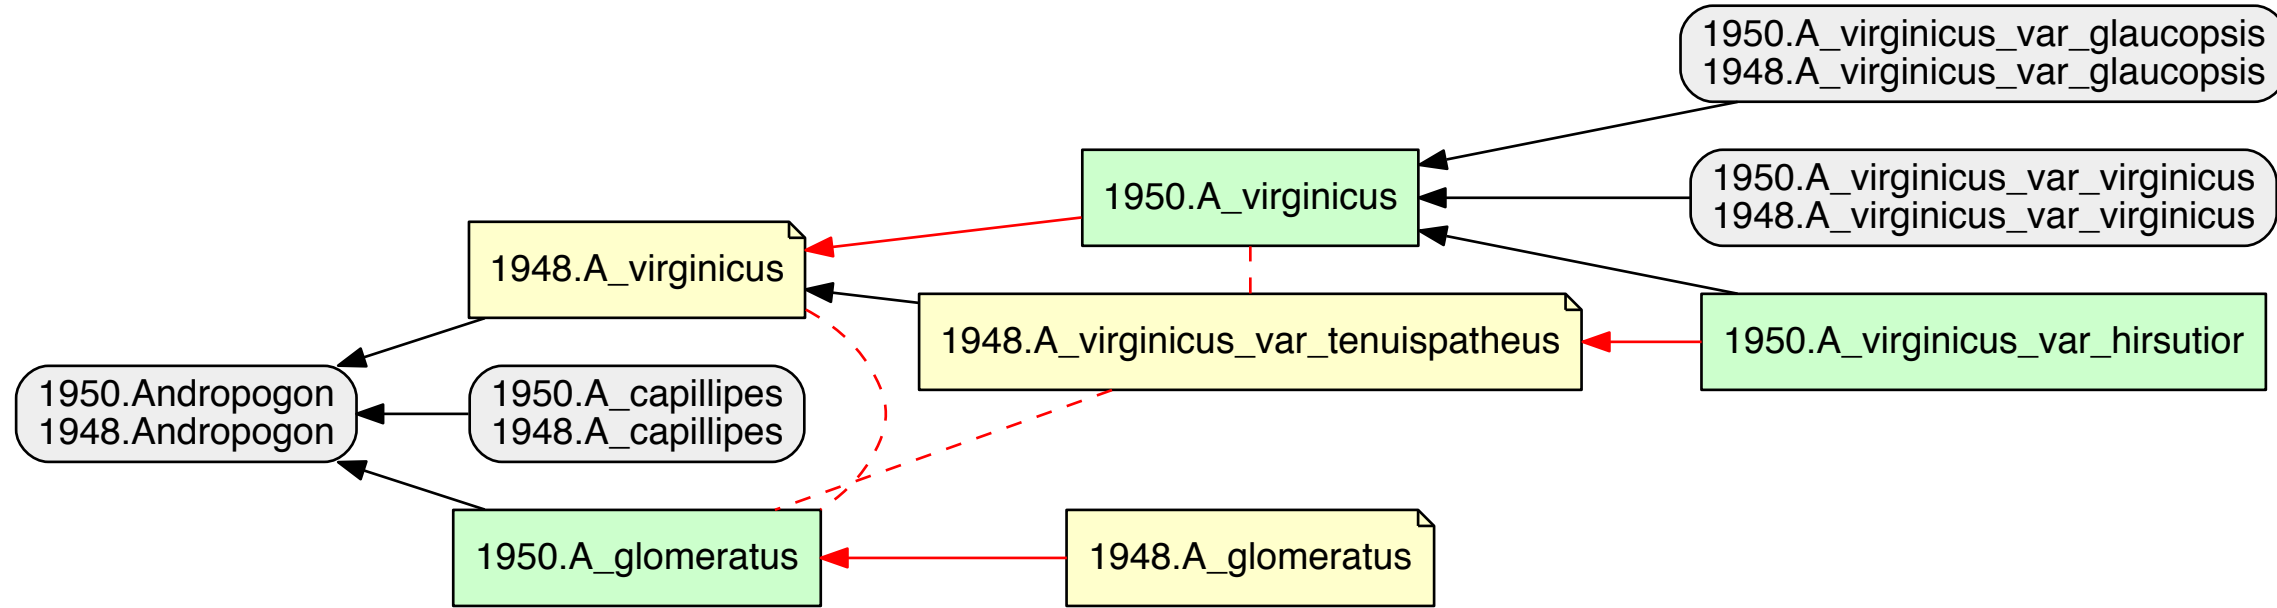 1950.A_virginicus_var_glaucopsis
1948.A_virginicus_var_glaucopsis
1950.A_virginicus
1950.A_virginicus_var_virginicus
1948.A_virginicus_var_virginicus
1948.A_virginicus
1948.A_virginicus_var_tenuispatheus
1950.A_virginicus_var_hirsutior
1950.Andropogon
1948.Andropogon
1950.A_capillipes
1948.A_capillipes
1950.A_glomeratus
1948.A_glomeratus